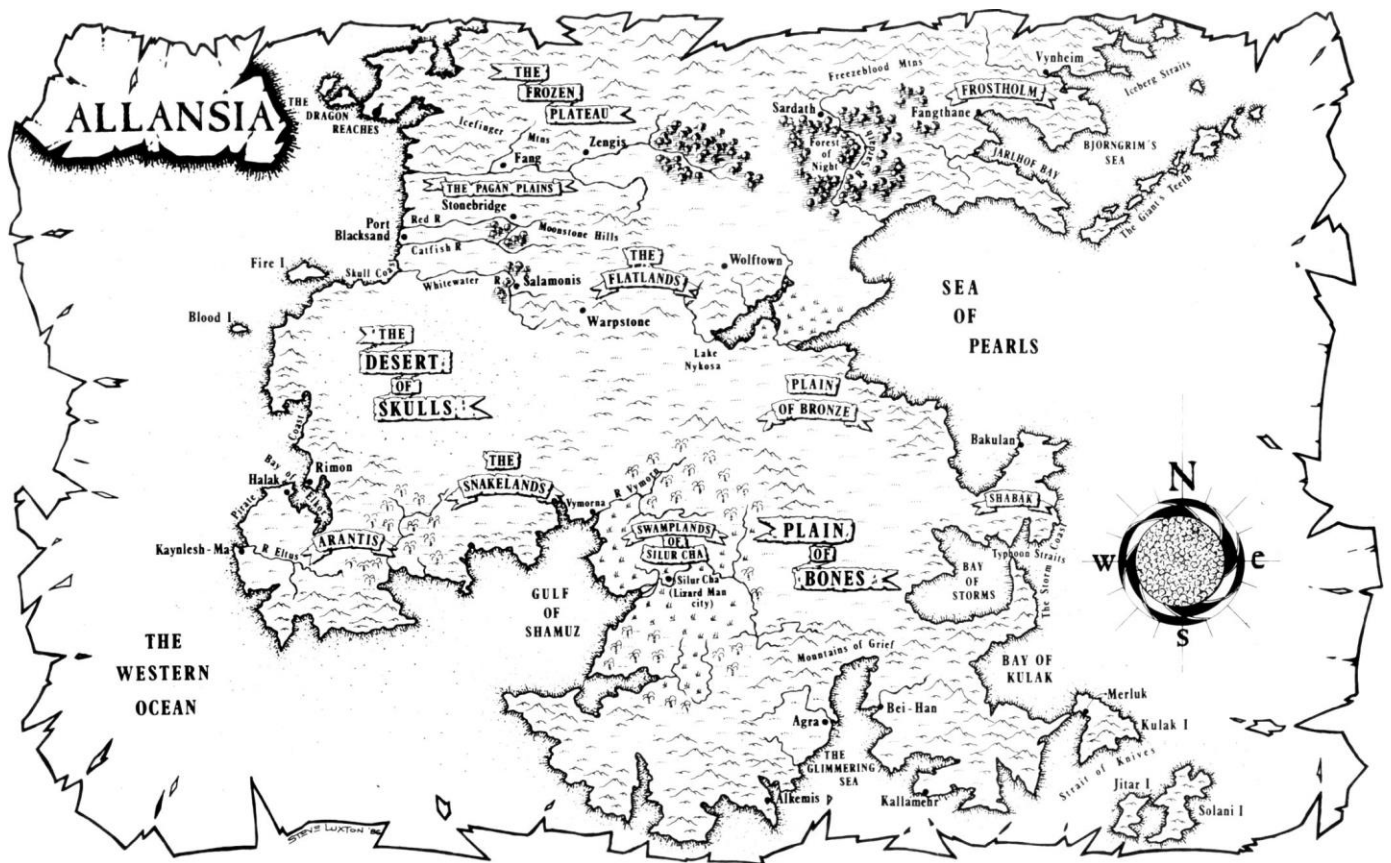 ALLANSIA
THE
DRAGON
REACHES
THE
FROZEN
PLATEAU
Icefinger Mtns
Fang
Zengis
THE PAGAN PLAINS
Stonebridge
Port
Blacksand
Red R
Catfish R
Moonstone Hills
Fire I
Skull Coast
Whitewater R
Salamonis
Blood I
Warpstone
THE
FLATLANDS
Wolftown
Lake
Nykosa
Freezeblood Mtns
Sardath
Forest
of
Night
R Sardath
Vynheim
FROSTHOLM
Fangthane
Iceberg Straits
BJORNGRIM'S
SEA
JARLHOF BAY
The Giant's Teeth
SEA
OF
PEARLS
THE
DESERT
OF
SKULLS
PLAIN
OF BRONZE
Bakulan
SHABAK
Typhoon Straits
The Storm Coast
BAY
OF
STORMS
Pirate Coast
Bay of Elbos
Rimon
Halak
Kaynlesh-Ma
R Eltus
ARANTIS
THE
SNAKELANDS
Vymorna
R Vymorn
SWAMPLANDS
OF
SILUR CHA
Silur Cha
(Lizard Man
city)
PLAIN
OF
BONES
GULF
OF
SHAMUZ
THE
WESTERN
OCEAN
Mountains of Grief
BAY OF
KULAK
Merluk
Kulak I
Agra
Bei-Han
THE
GLIMMERING
SEA
Alkemis
Kallamehr
Strait of Knives
Jitar I
Solani I
N
W
E
S
STEVE LUXTON